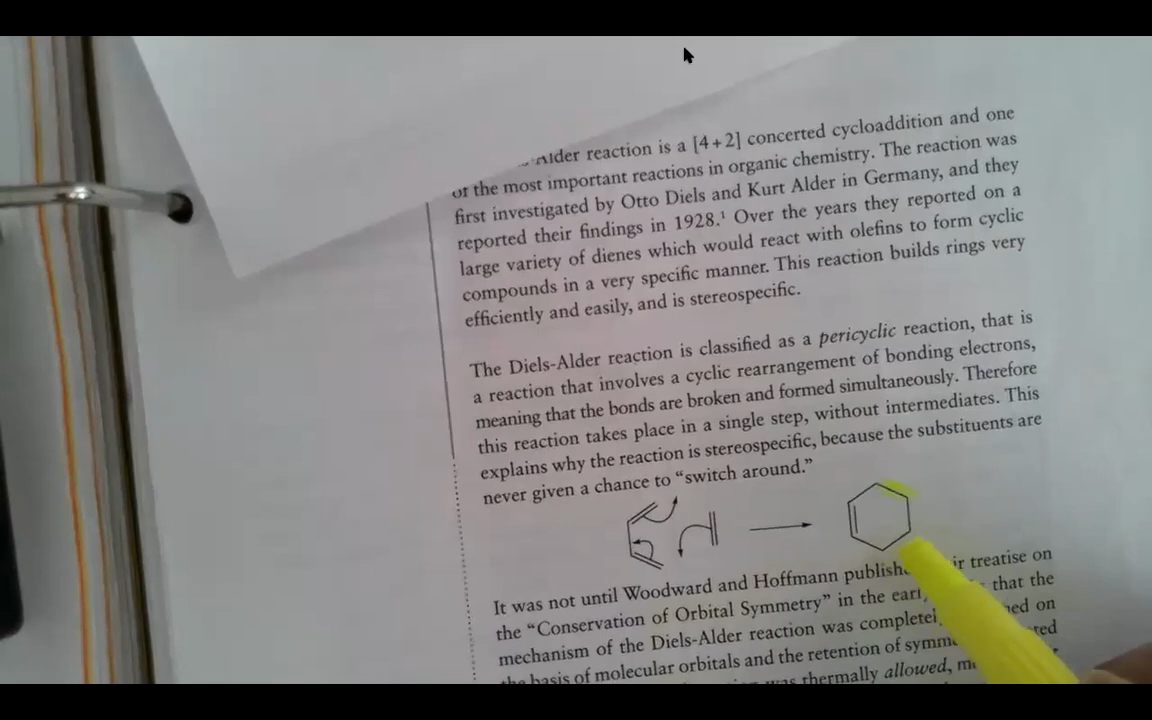 Alder reaction is a [4+2] concerted cycloaddition and one
of the most important reactions in organic chemistry. The reaction was
first investigated by Otto Diels and Kurt Alder in Germany, and they
reported their findings in 1928.¹ Over the years they reported on a
large variety of dienes which would react with olefins to form cyclic
compounds in a very specific manner. This reaction builds rings very
efficiently and easily, and is stereospecific.
The Diels-Alder reaction is classified as a pericyclic reaction, that is
a reaction that involves a cyclic rearrangement of bonding electrons,
meaning that the bonds are broken and formed simultaneously. Therefore
this reaction takes place in a single step, without intermediates. This
explains why the reaction is stereospecific, because the substituents are
never given a chance to “switch around.”
It was not until Woodward and Hoffmann treatise on
the “Conservation of Orbital Symmetry” in the that the
mechanism of the Diels-Alder reaction was on
the basis of molecular orbitals and the retention of
was thermally allowed,